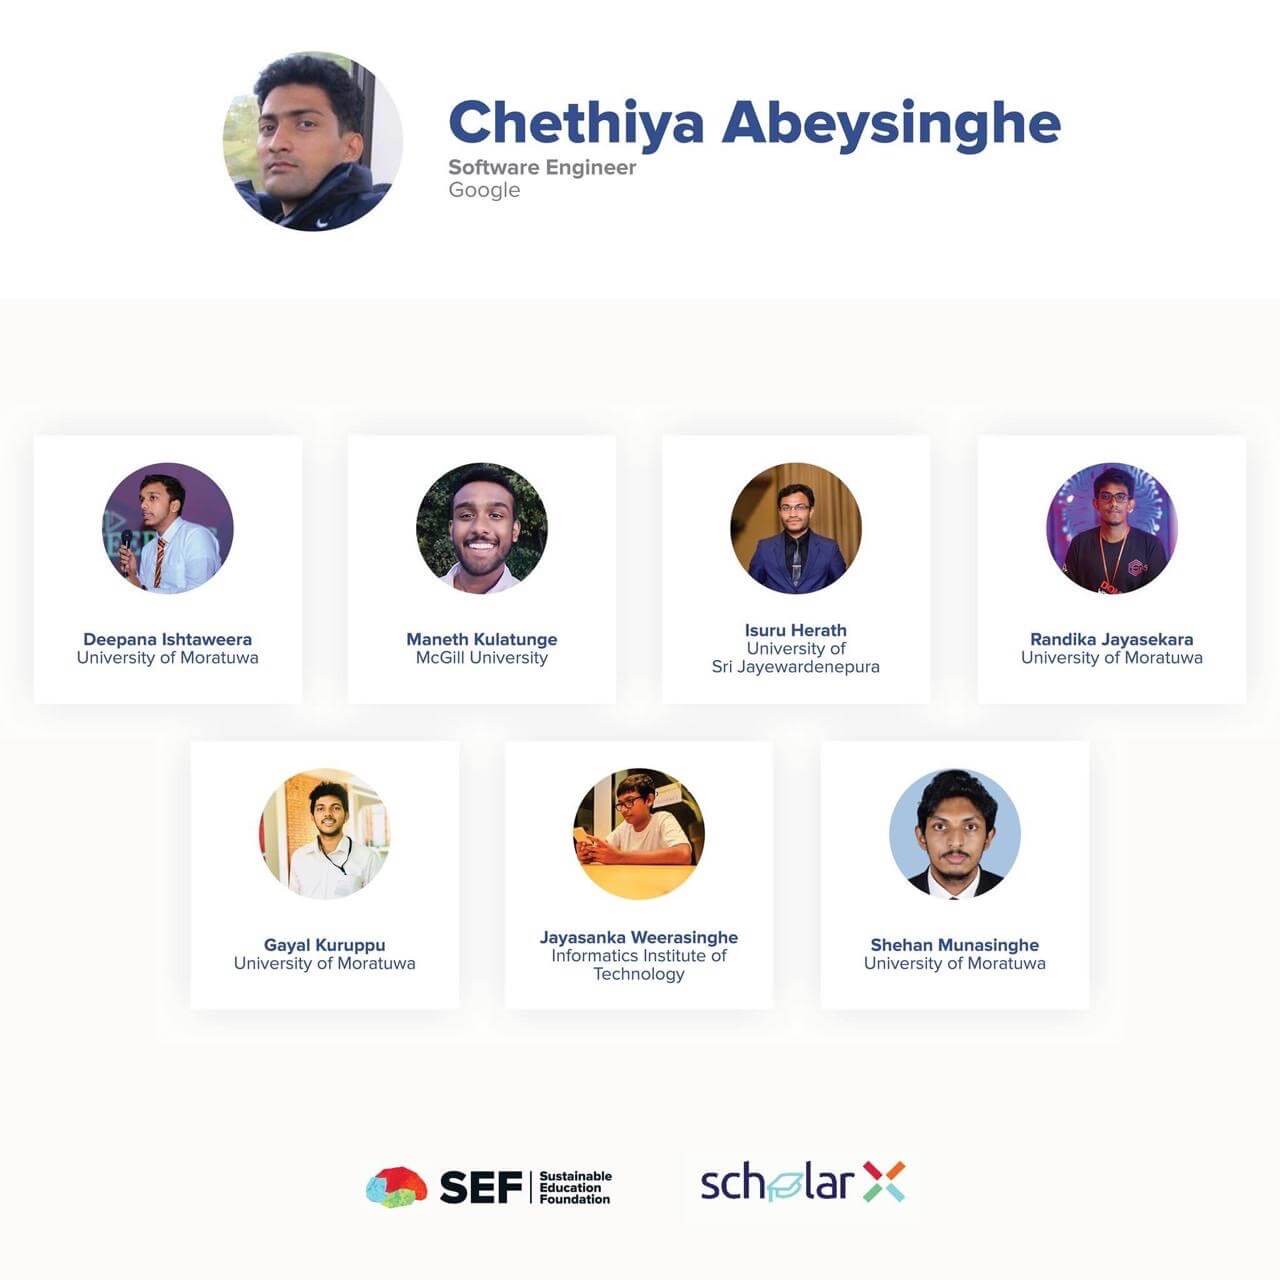 Chethiya Abeysinghe
Software Engineer
Google
Deepana Ishtaweera
University of Moratuwa
Maneth Kulatunge
McGill University
Isuru Herath
University of
Sri Jayewardenepura
Randika Jayasekara
University of Moratuwa
Gayal Kuruppu
University of Moratuwa
Jayasanka Weerasinghe
Informatics Institute of
Technology
Shehan Munasinghe
University of Moratuwa
SEF
Sustainable
Education
Foundation
scholar X